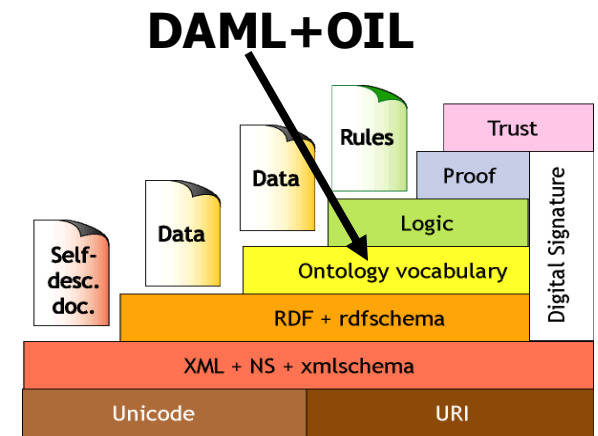 DAML+OIL
Rules
Trust
Data
Proof
Data
Logic
Self-
desc.
doc.
Ontology vocabulary
Digital Signature
RDF + rdfschema
XML + NS + xmlschema
Unicode
URI